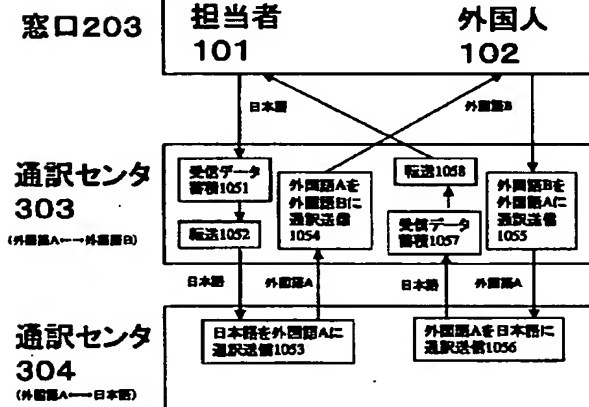 窓口203
担当者
101
外国人
102
日本語
外国語B
通訳センタ
303
(外国語A←→外国語B)
受信データ
蓄積1051
転送1052
外国語Aを
外国語Bに
通訳送信
1054
転送1058
受信データ
蓄積1057
外国語Bを
外国語Aに
通訳送信
1055
日本語
外国語A
日本語
外国語A
通訳センタ
304
(外国語A←→日本語)
日本語を外国語Aに
通訳送信1053
外国語Aを日本語に
通訳送信1056